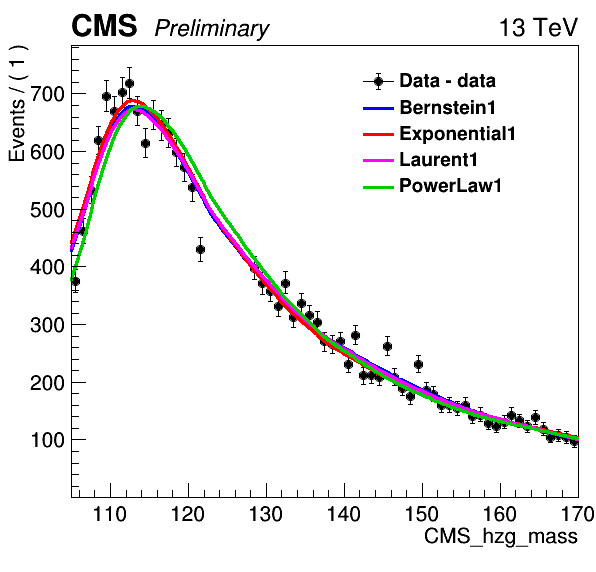 CMS Preliminary 13 TeV
Events / ( 1 )
Data - data
Bernstein1
Exponential1
Laurent1
PowerLaw1
700
600
500
400
300
200
100
110 120 130 140 150 160 170
CMS_hzg_mass